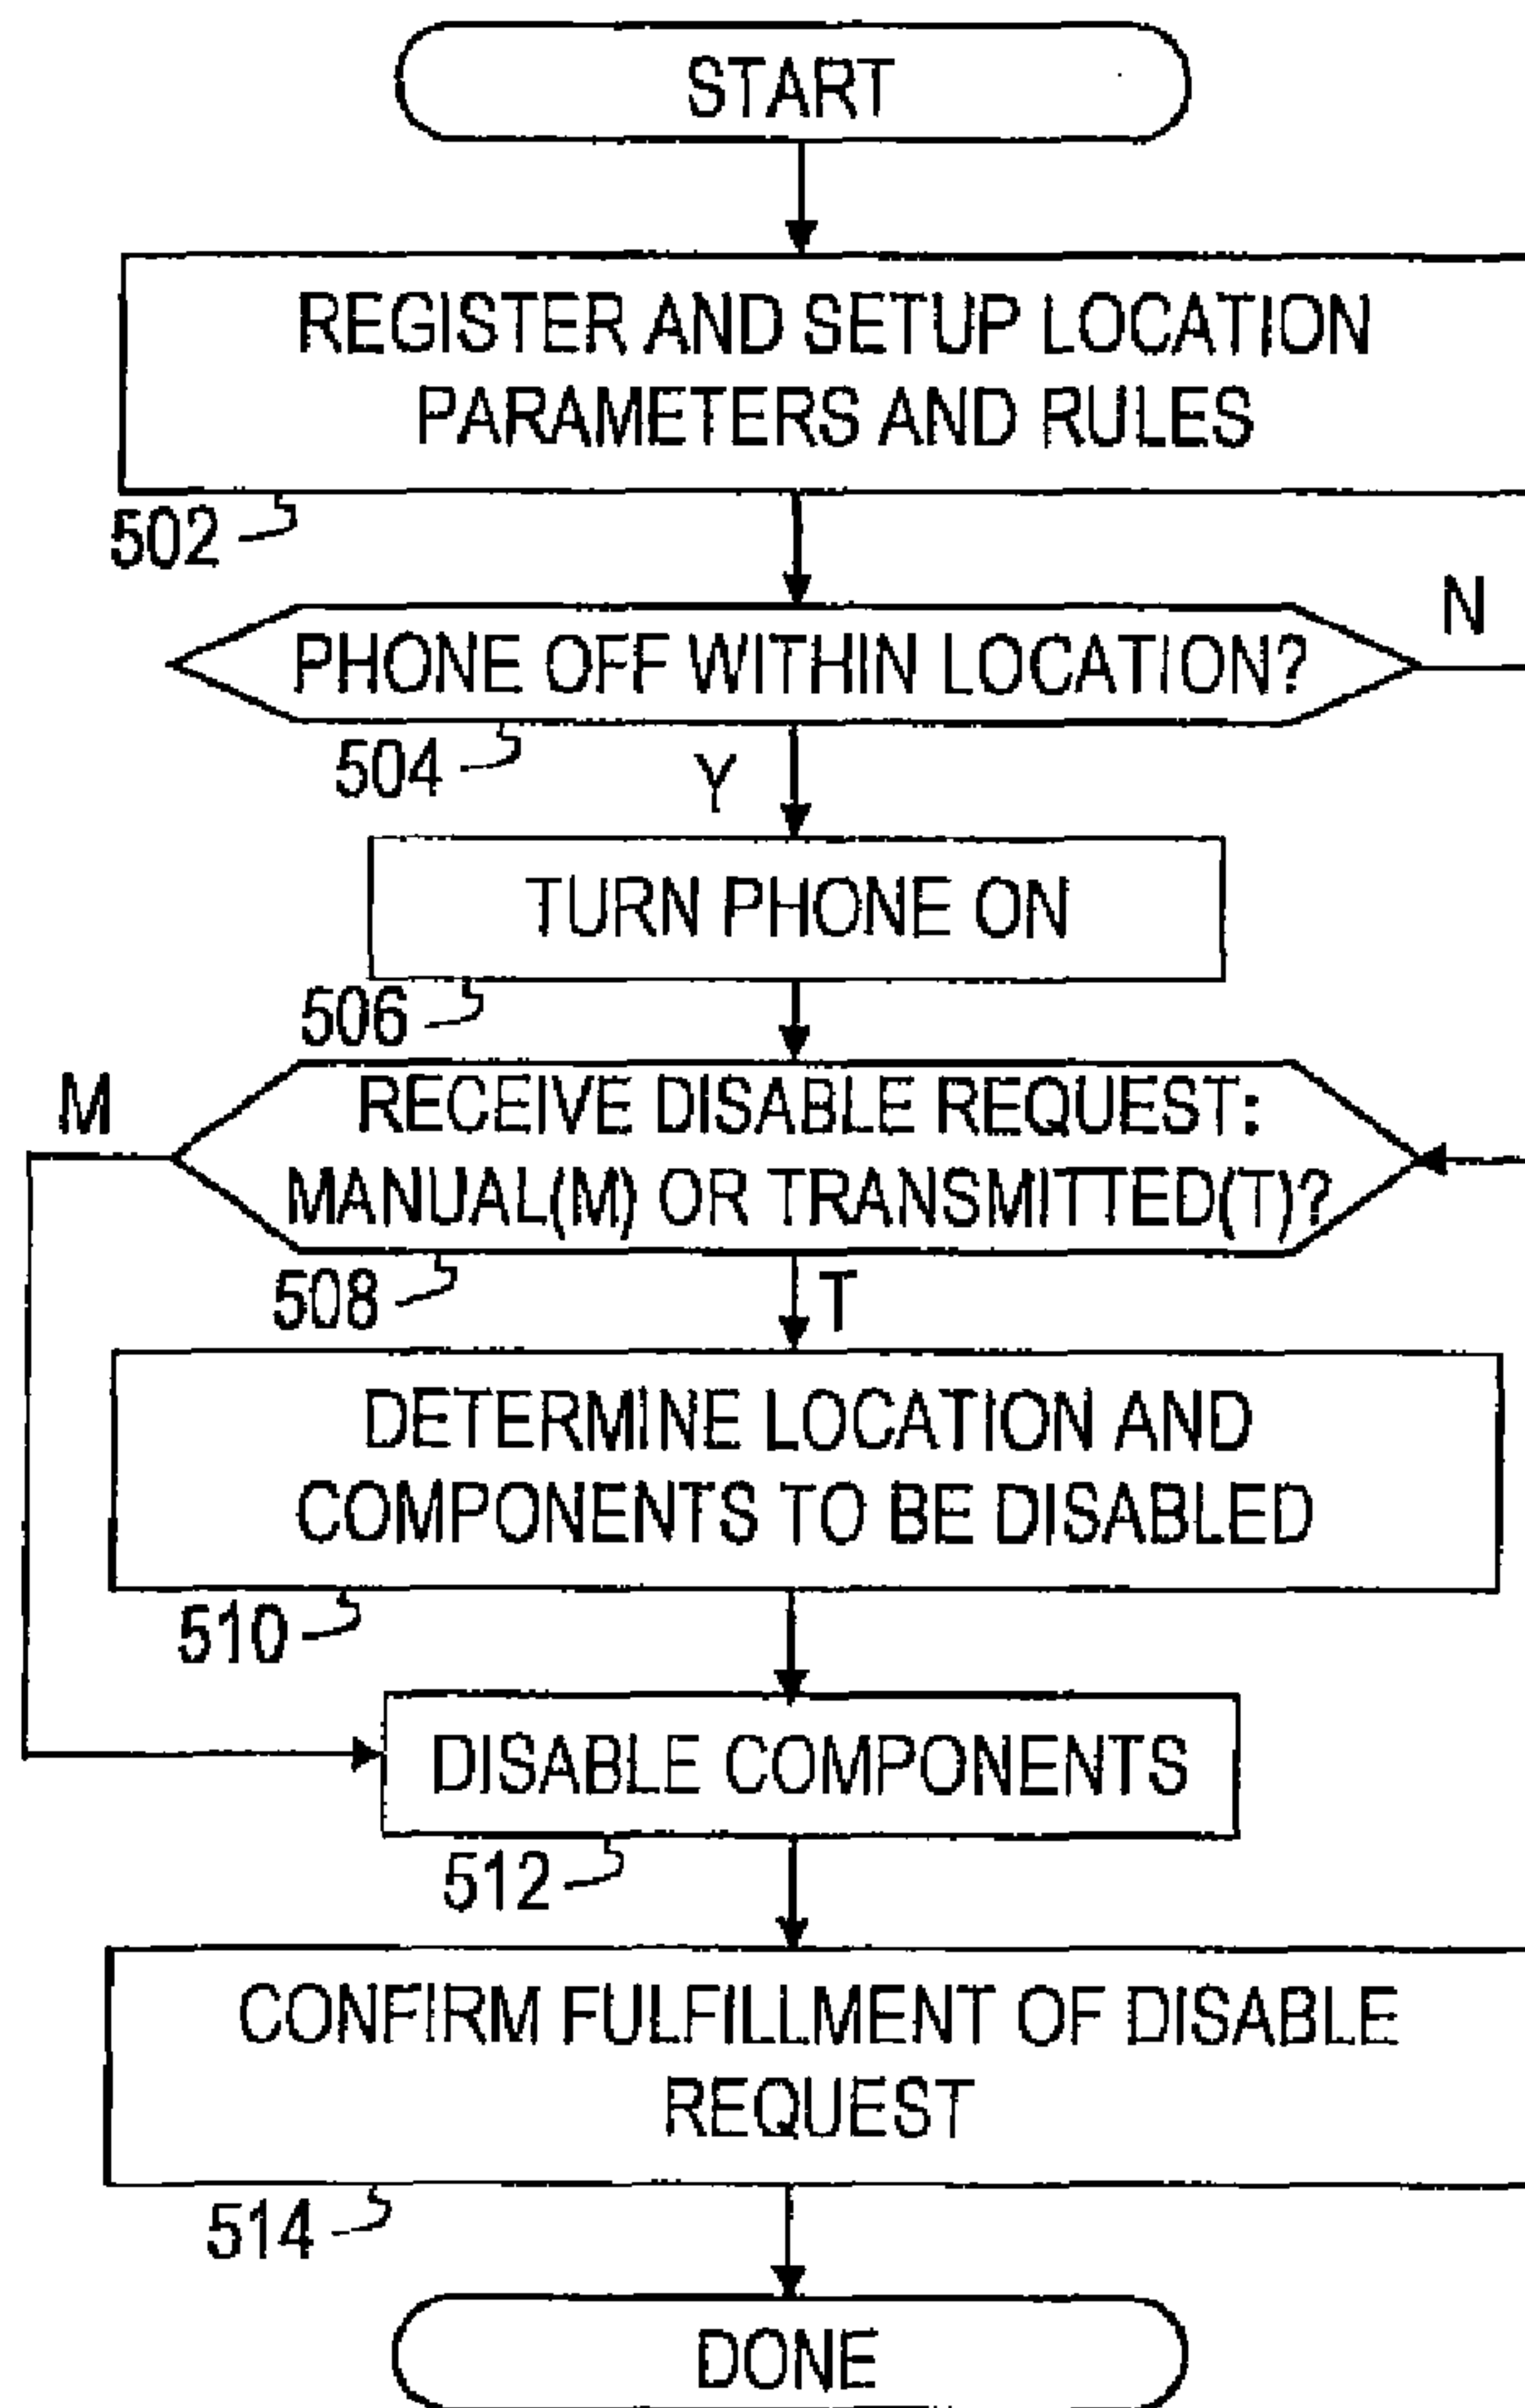 START
REGISTER AND SETUP LOCATION
PARAMETERS AND RULES
502
PHONE OFF WITHIN LOCATION?
N
504
Y
TURN PHONE ON
506
M
RECEIVE DISABLE REQUEST:
MANUAL(M) OR TRANSMITTED(T)?
508
T
DETERMINE LOCATION AND
COMPONENTS TO BE DISABLED
510
DISABLE COMPONENTS
512
CONFIRM FULFILLMENT OF DISABLE
REQUEST
514
DONE